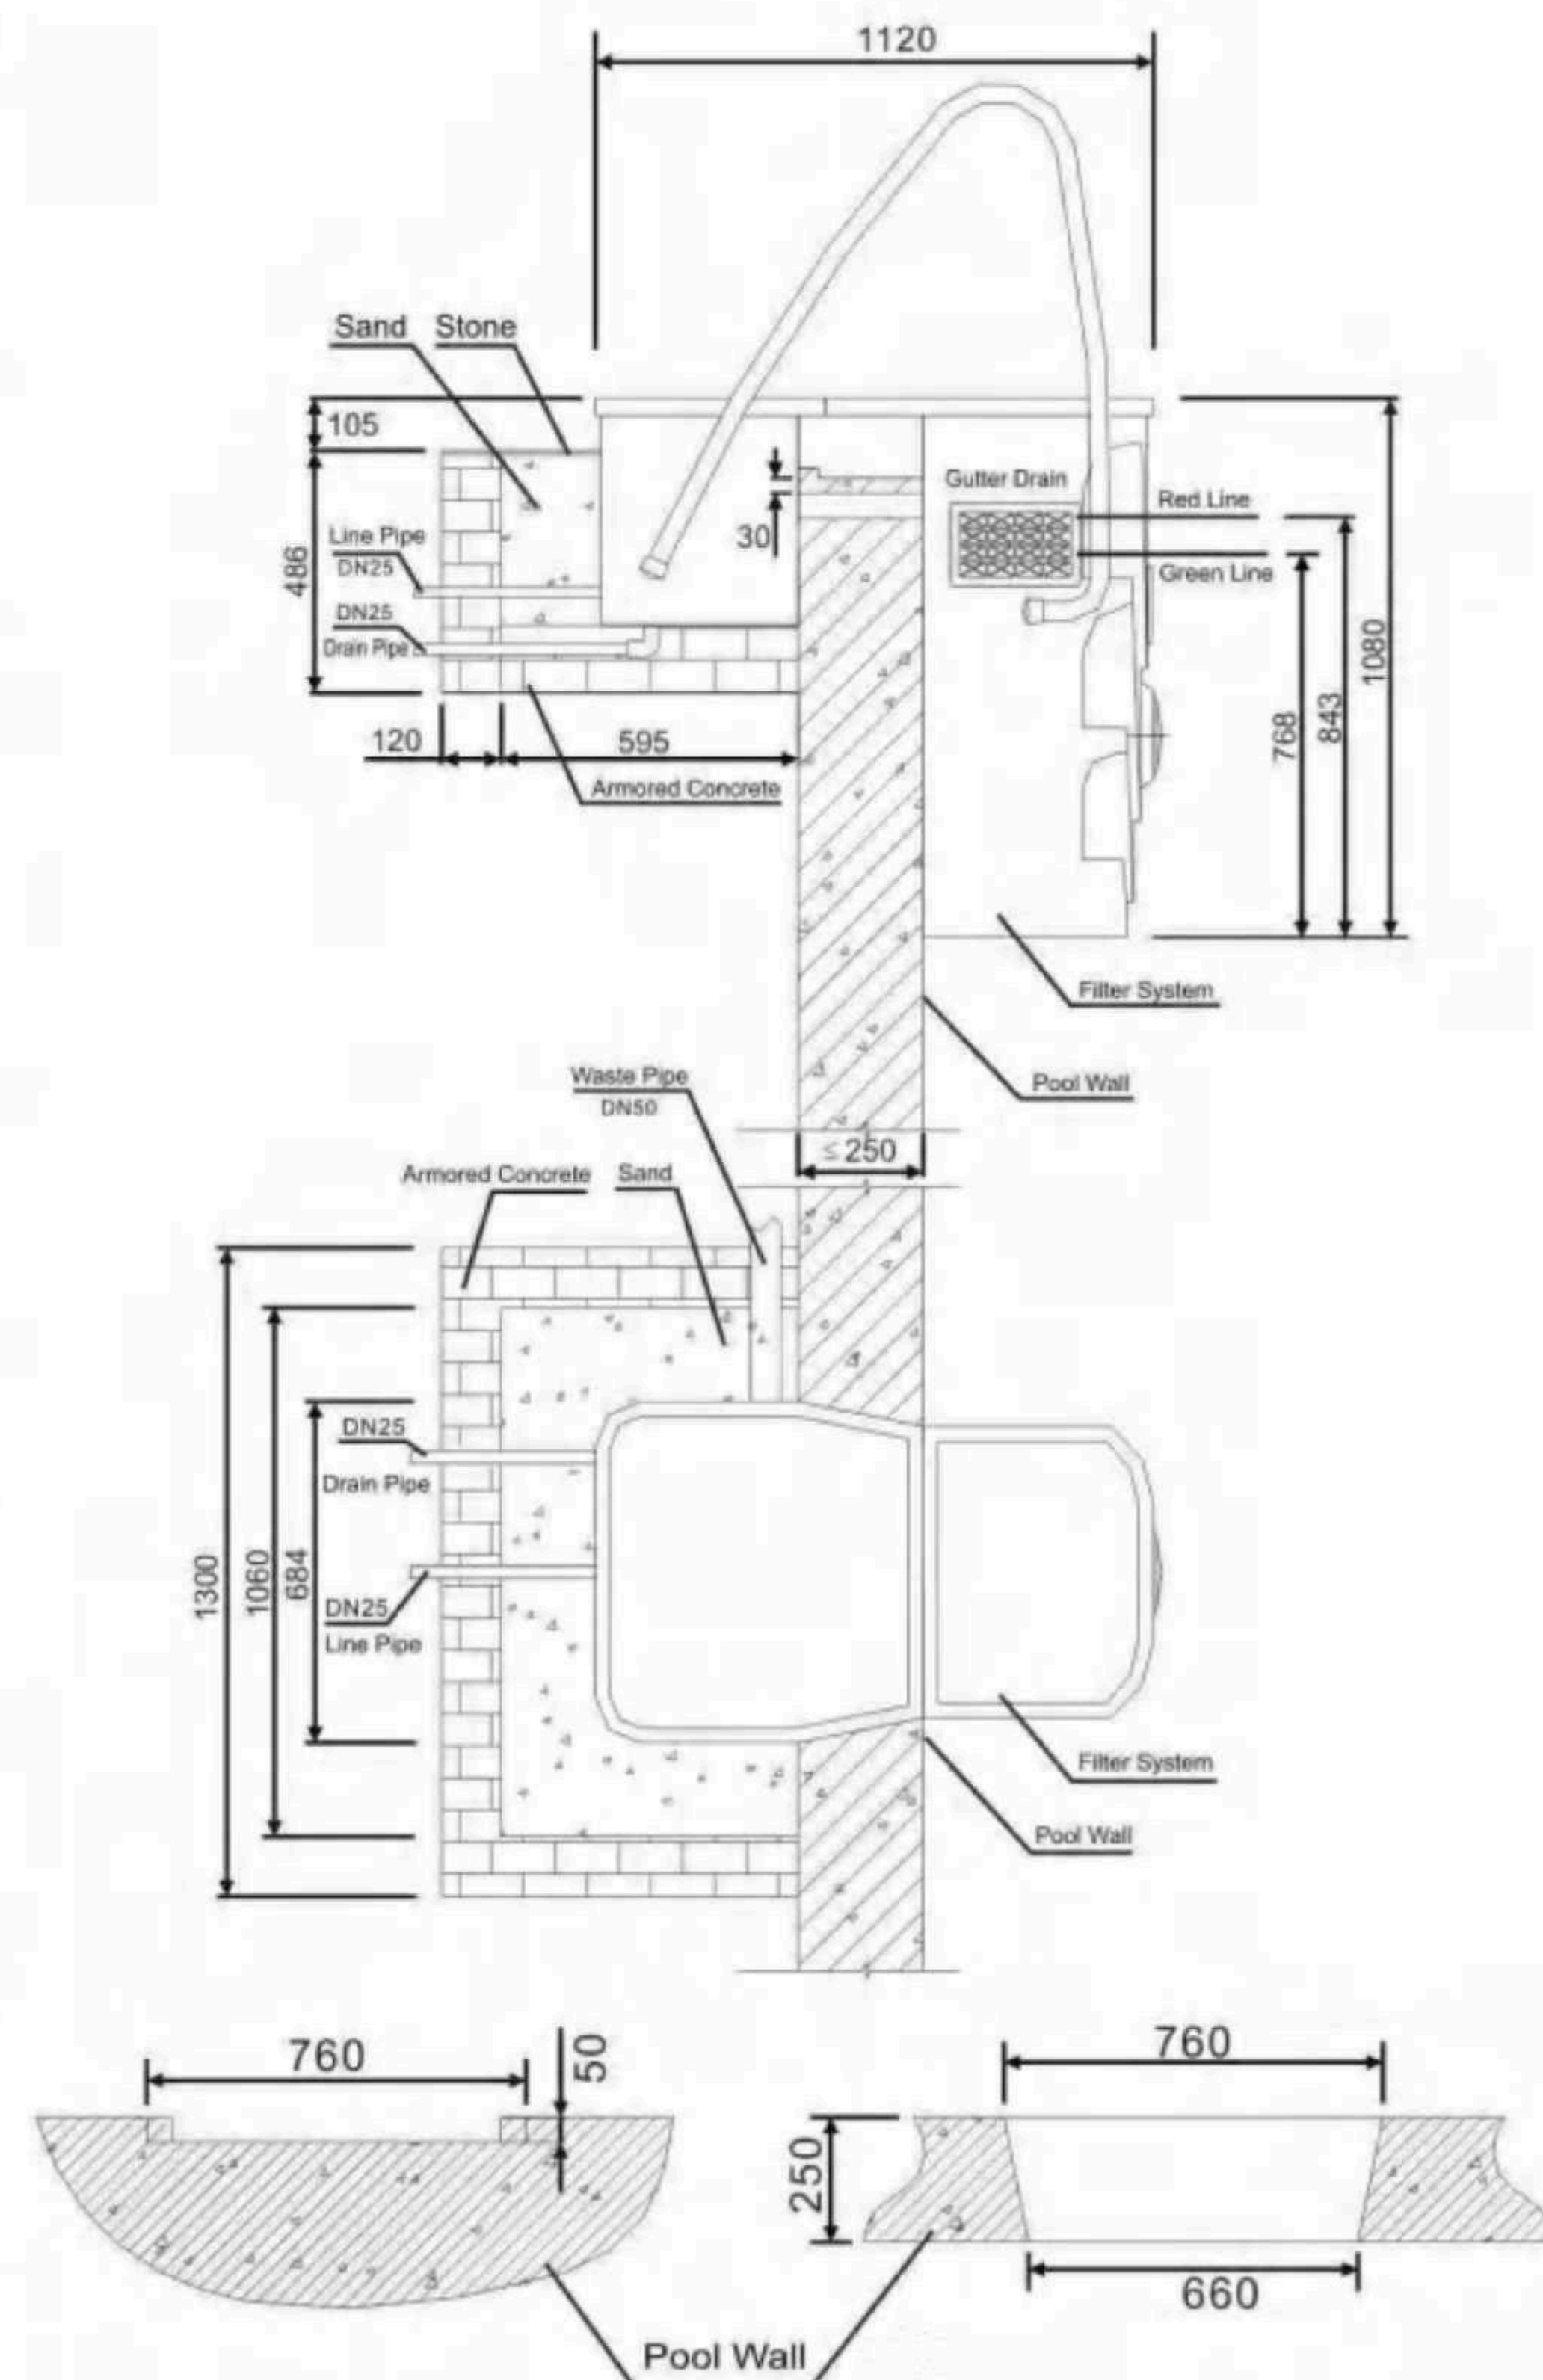 1120
Sand Stone
105
Gutter Drain
Red Line
30
Line Pipe
DN25
486
Green Line
DN25
Drain Pipe
1080
843
768
120
595
Armored Concrete
Filter System
Waste Pipe
DN50
Pool Wall
≤250
Armored Concrete Sand
DN25
Drain Pipe
1300
1060
684
DN25
Line Pipe
Filter System
Pool Wall
760
50
760
250
660
Pool Wall